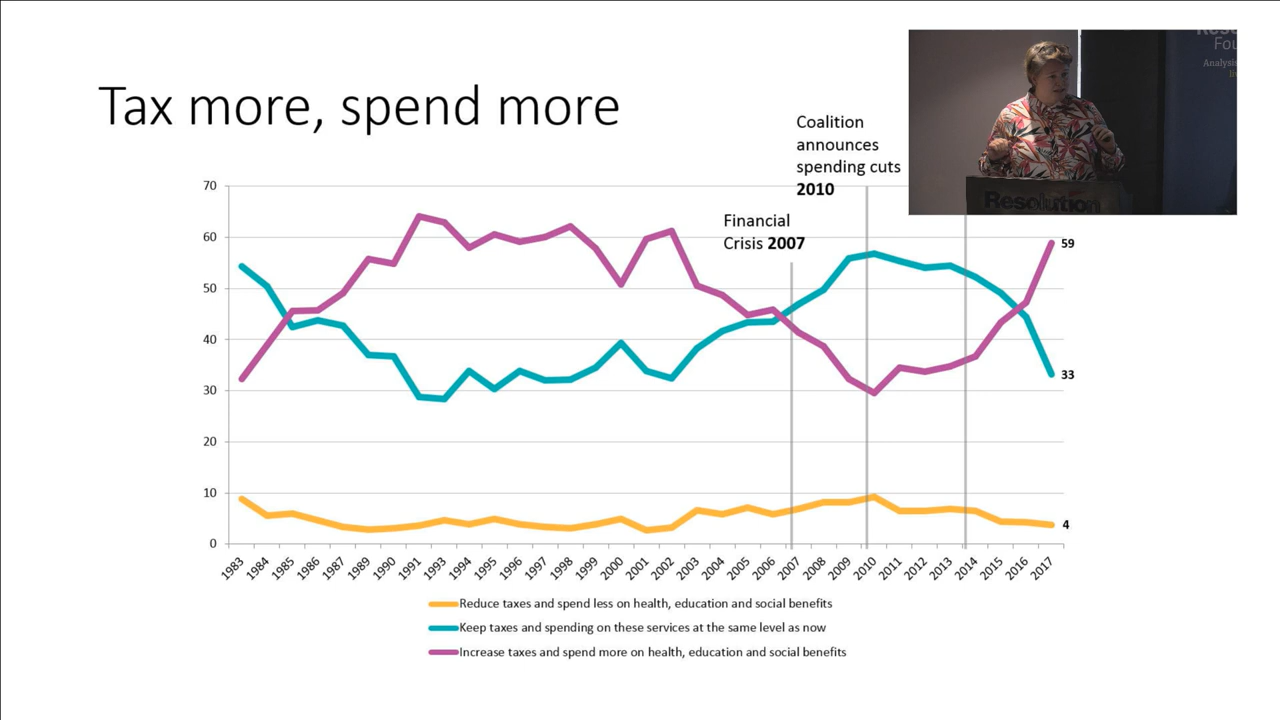 Tax more, spend more
Coalition
announces
spending cuts
2010
Financial
Crisis 2007
Fou
Analysis
Resolution
70
60
50
40
30
20
10
0
59
33
4
1983 1984 1985 1986 1987 1989 1990 1991 1993 1994 1995 1996 1997 1998 1999 2000 2001 2002 2003 2004 2005 2006 2007 2008 2009 2010 2011 2012 2013 2014 2015 2016 2017
Reduce taxes and spend less on health, education and social benefits
Keep taxes and spending on these services at the same level as now
Increase taxes and spend more on health, education and social benefits